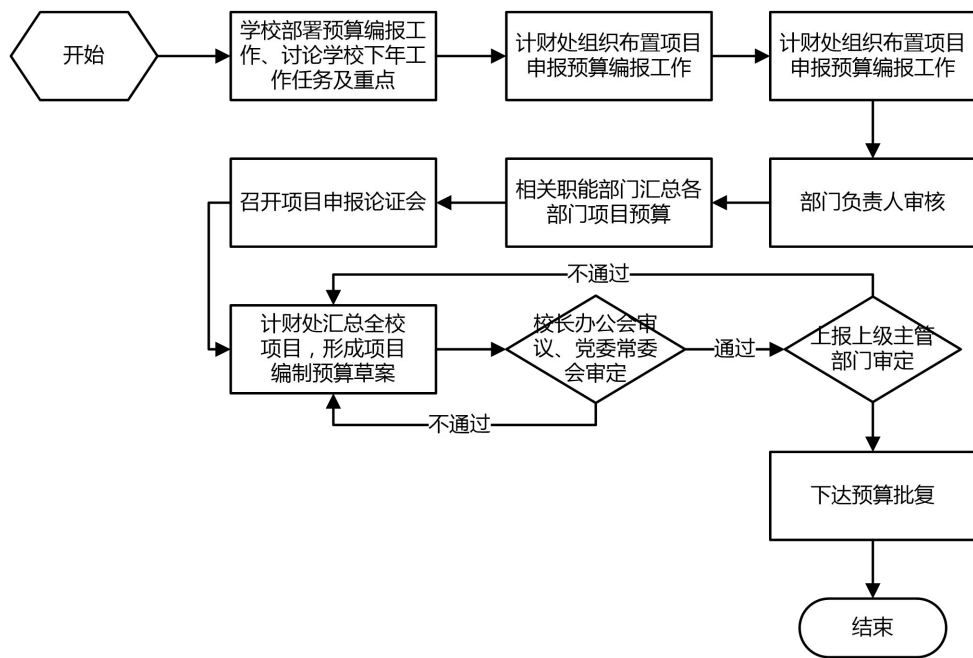 开始
学校部署预算编报工
作、讨论学校下年工
作任务及重点
计财处组织布置项目
申报预算编报工作
计财处组织布置项目
申报预算编报工作
召开项目申报论证会
相关职能部门汇总各
部门项目预算
部门负责人审核
不通过
计财处汇总全校
项目，形成项目
编制预算草案
校长办公会审
议、党委常委
会审定
通过
上报上级主管
部门审定
不通过
下达预算批复
结束